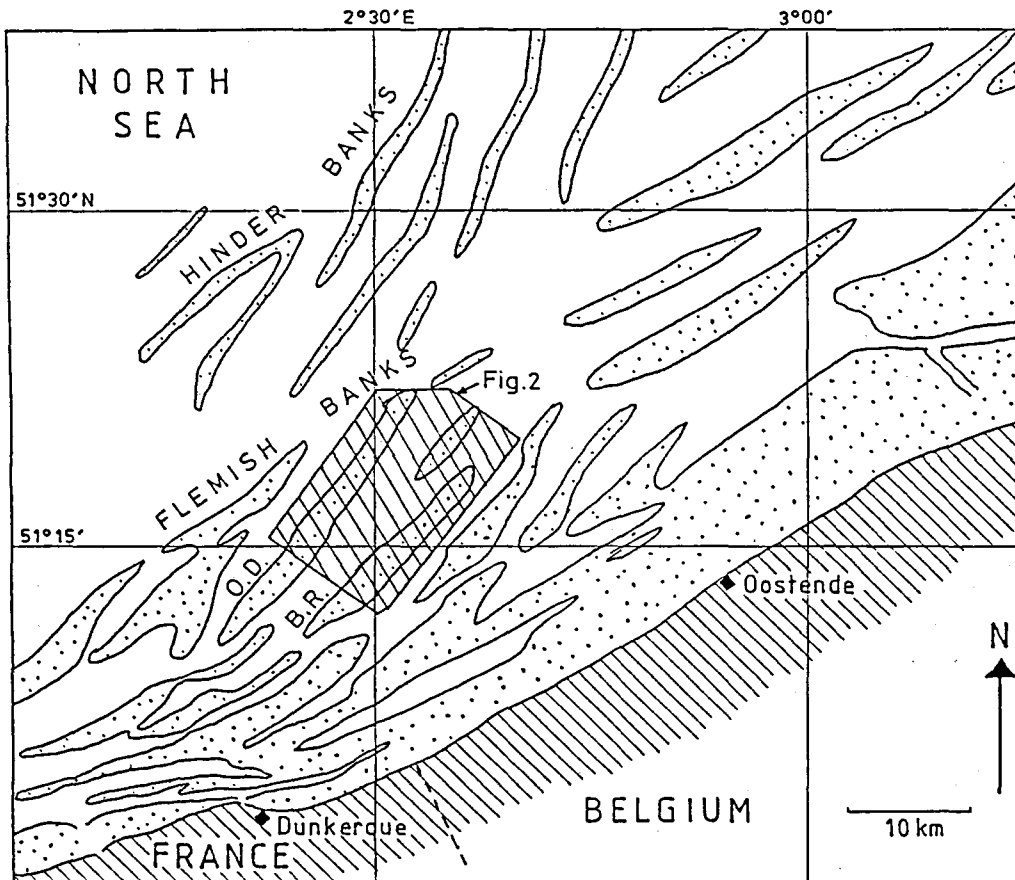 2°30'E
3°00'
NORTH
SEA
BANKS
51°30'N
HINDER
BANKS
Fig.2
FLEMISH
51°15'
O.D.
B.R.
Oostende
N
BELGIUM
10 km
Dunkerque
FRANCE